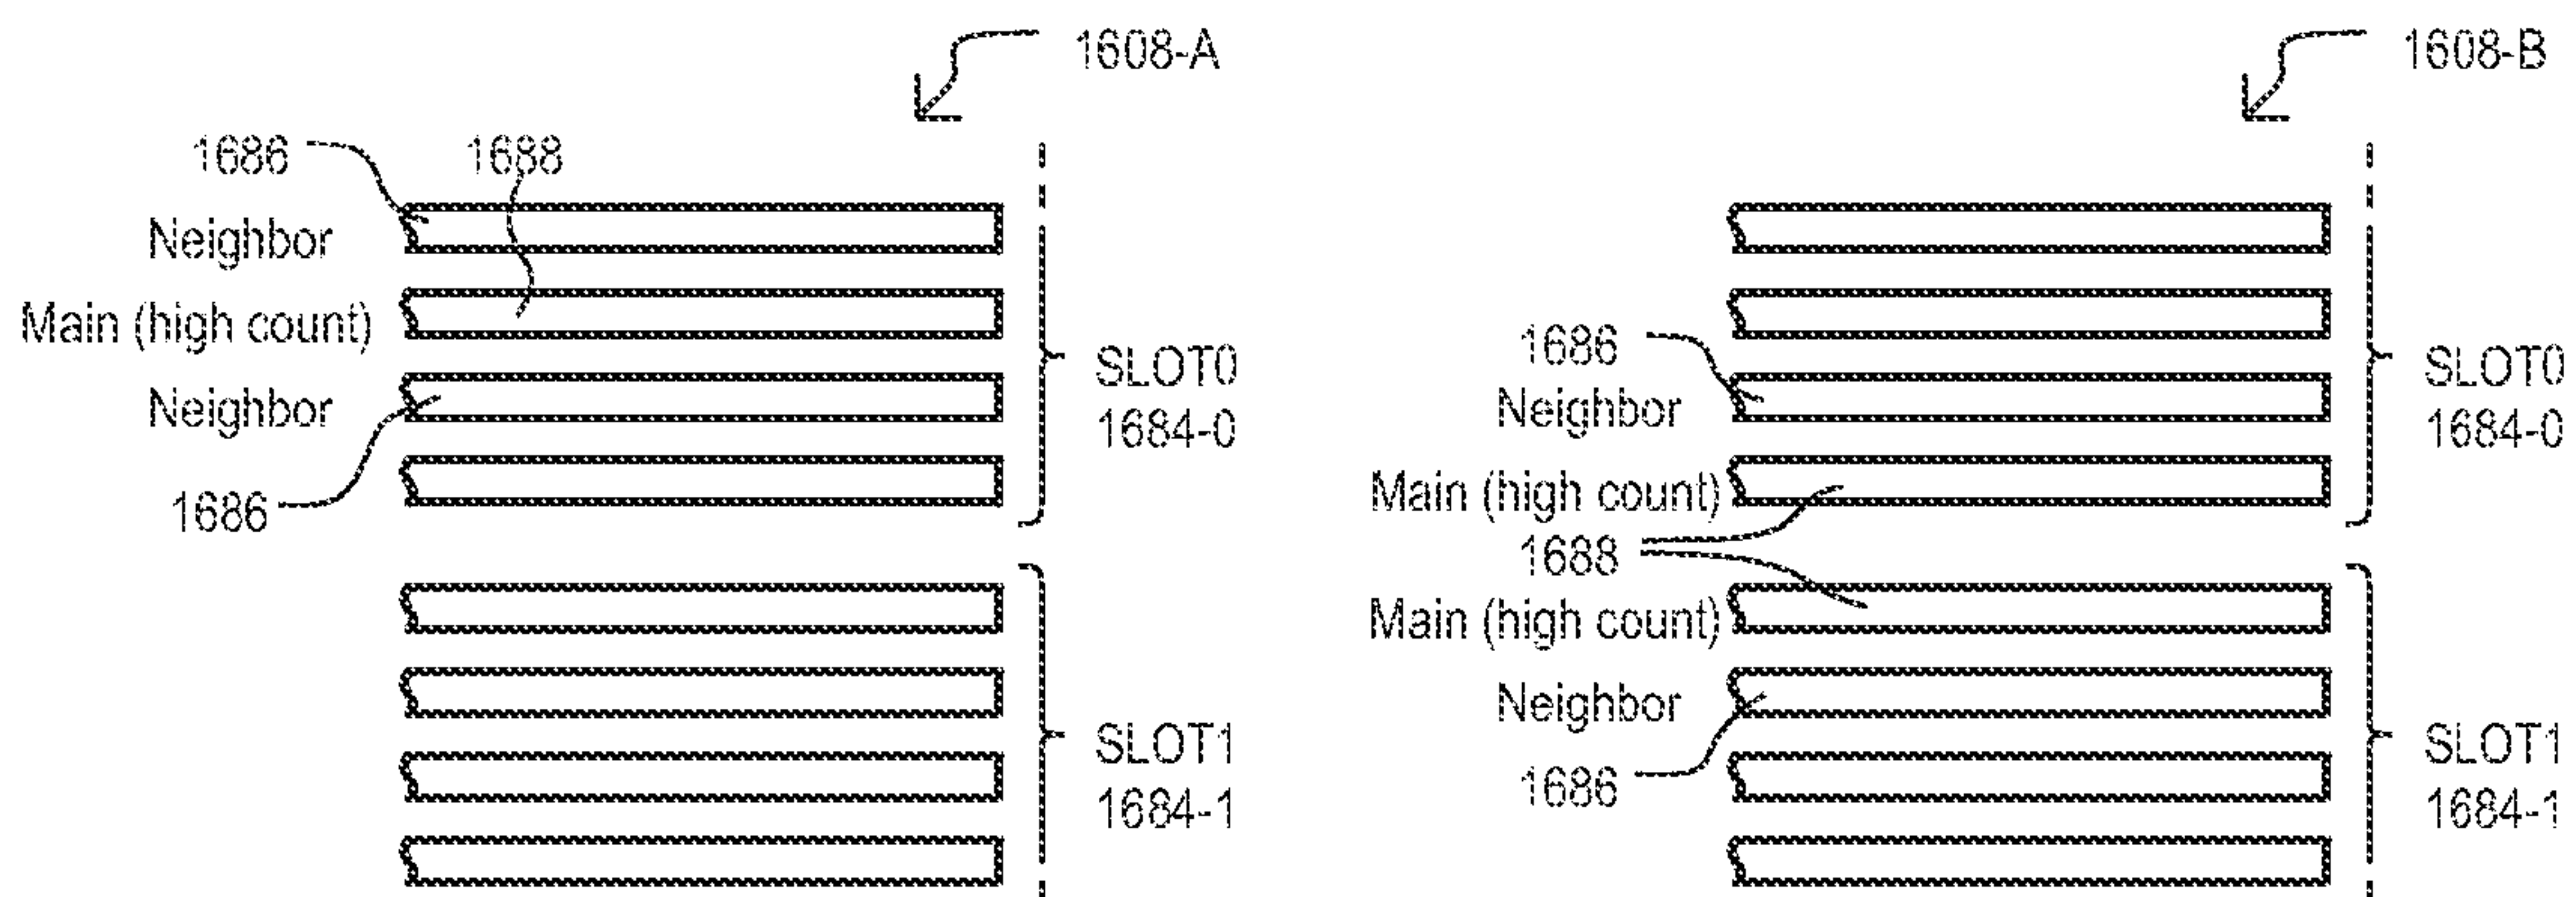 1608-A
1686
1688
Neighbor
Main (high count)
Neighbor
1686
SLOT0
1684-0
SLOT1
1684-1
1608-B
1686
Neighbor
Main (high count)
1688
Main (high count)
Neighbor
1686
SLOT0
1684-0
SLOT1
1684-1